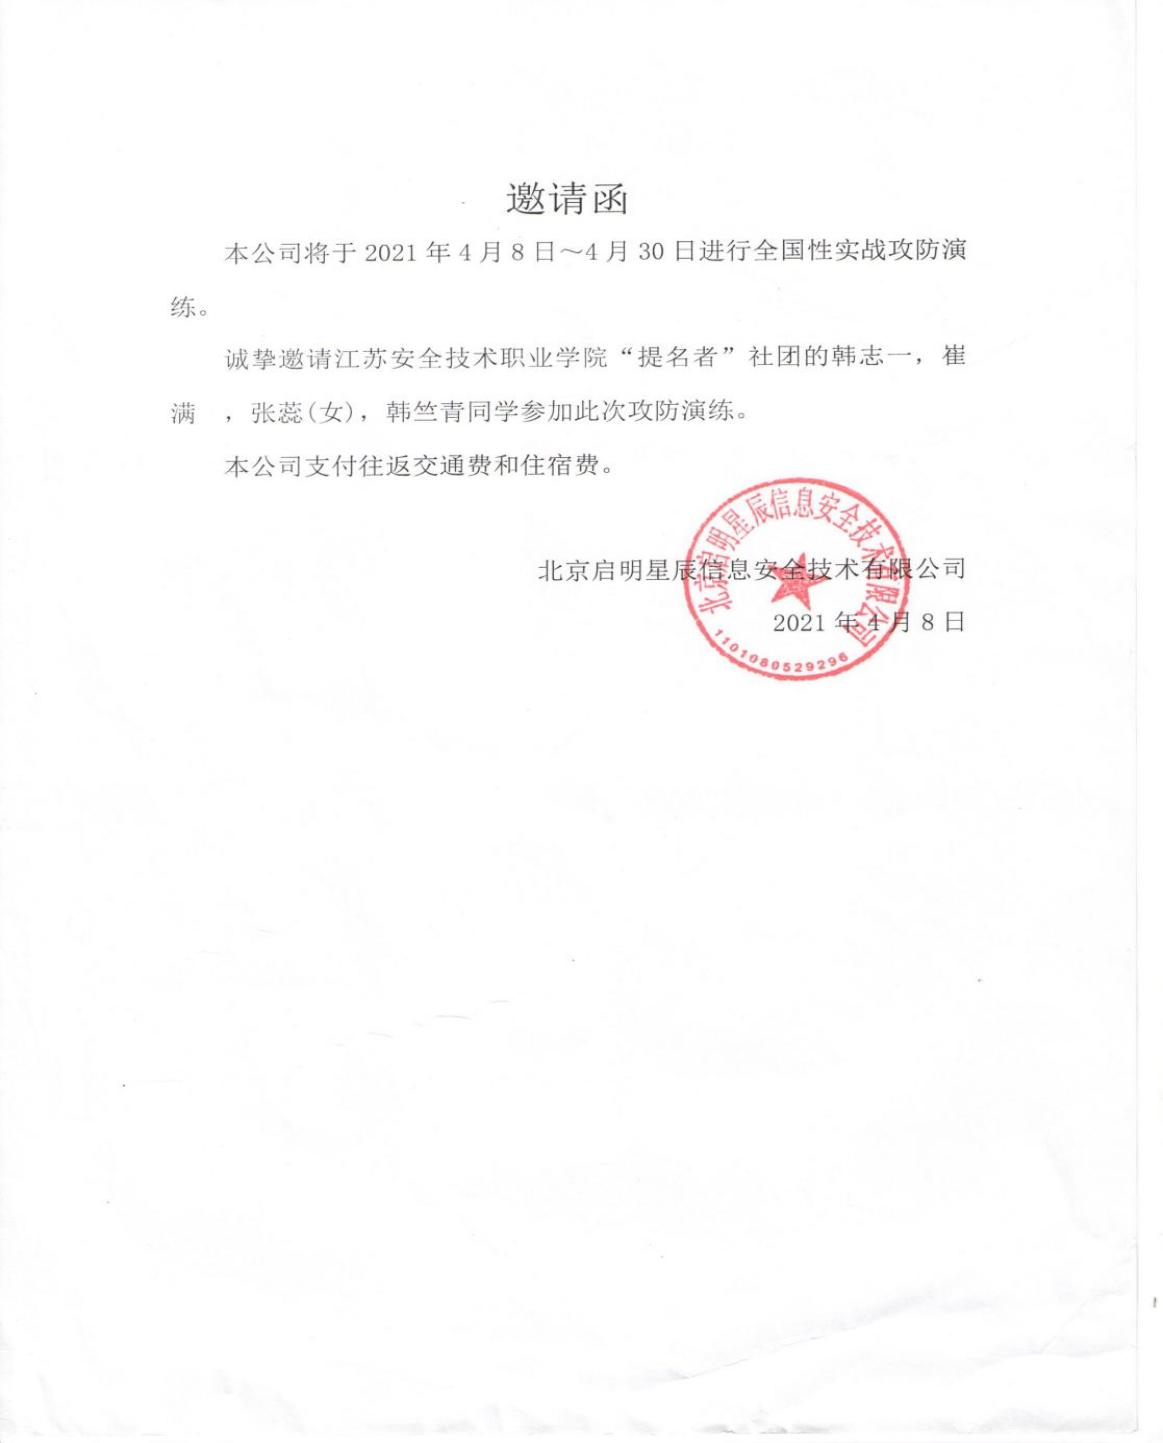 邀请函
本公司将于 2021 年 4 月 8 日～4 月 30 日进行全国性实战攻防演
练。
诚挚邀请江苏安全技术职业学院“提名者”社团的韩志一，崔
满 ，张蕊(女)，韩竺青同学参加此次攻防演练。
本公司支付往返交通费和住宿费。
北京启明星辰信息安全技术有限公司
2021 年 4 月 8 日
北京启明星辰信息安全技术有限公司
1101080529296